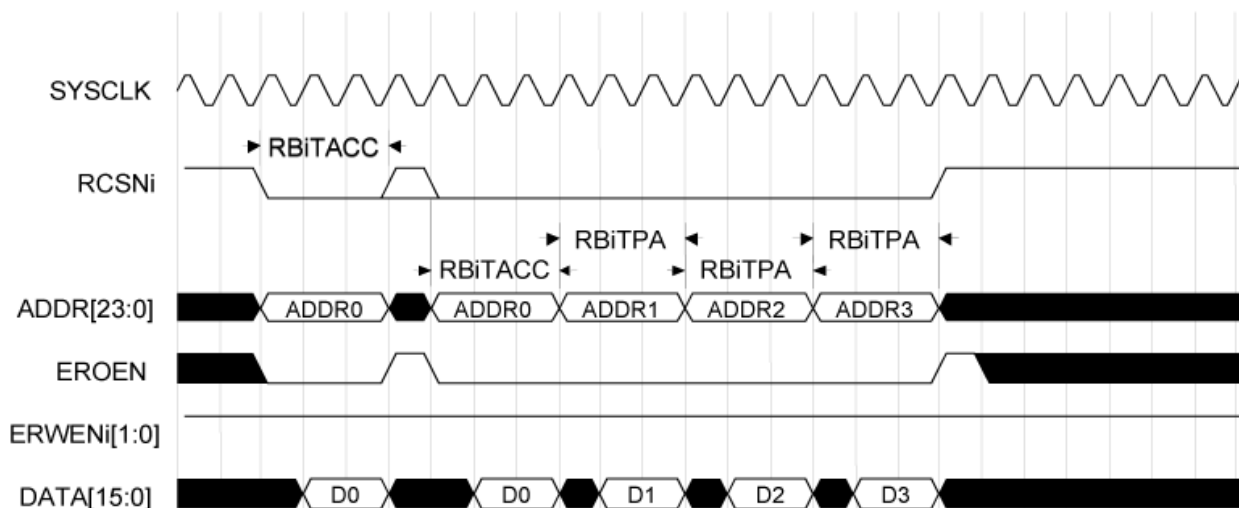 SYSCLK
RBiTACC
RCSNi
RBiTPA RBiTPA
RBiTACC RBiTPA
ADDR[23:0] ADDR0 ADDR0 ADDR1 ADDR2 ADDR3
EROEN
ERWENi[1:0]
DATA[15:0] D0 D0 D1 D2 D3